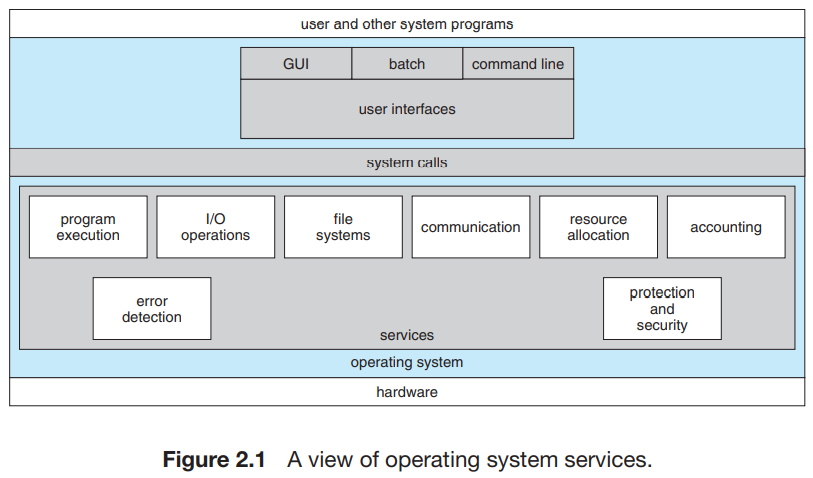 user and other system programs
GUI
batch
command line
user interfaces
system calls
program
execution
I/O
operations
file
systems
communication
resource
allocation
accounting
error
detection
protection
and
security
services
operating system
hardware
Figure 2.1 A view of operating system services.